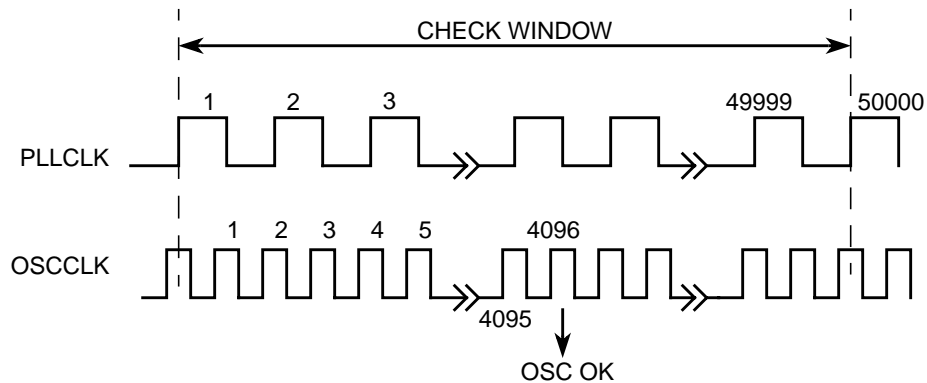 CHECK WINDOW
1 2 3 49999 50000
PLLCLK
1 2 3 4 5 4096
OSCCLK
4095
OSC OK